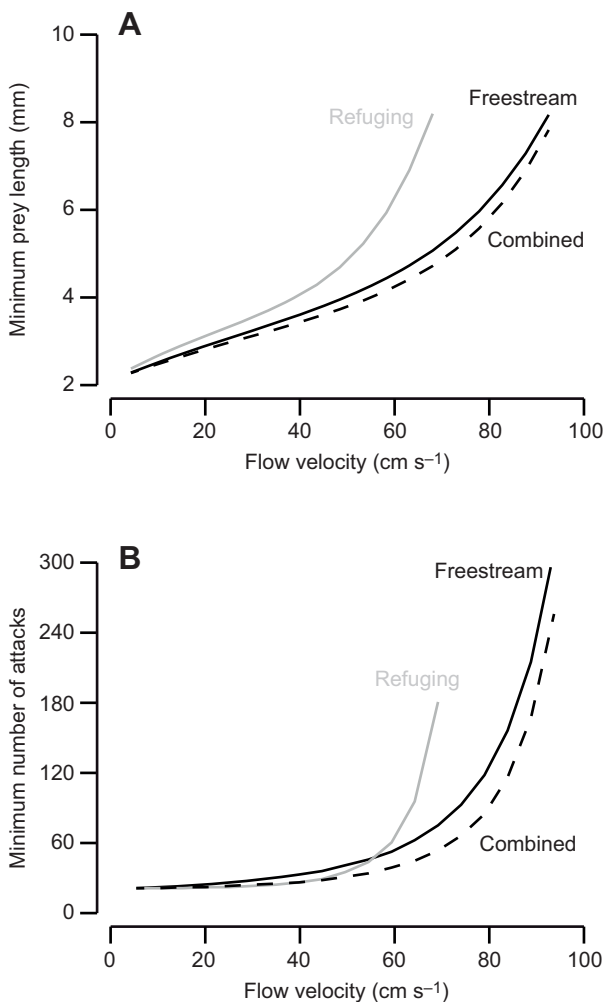 A
10
8
6
4
2
Minimum prey length (mm)
Refuging
Freestream
Combined
0 20 40 60 80 100
Flow velocity (cm s⁻¹)
B
300
240
180
120
60
0
Minimum number of attacks
Freestream
Refuging
Combined
0 20 40 60 80 100
Flow velocity (cm s⁻¹)